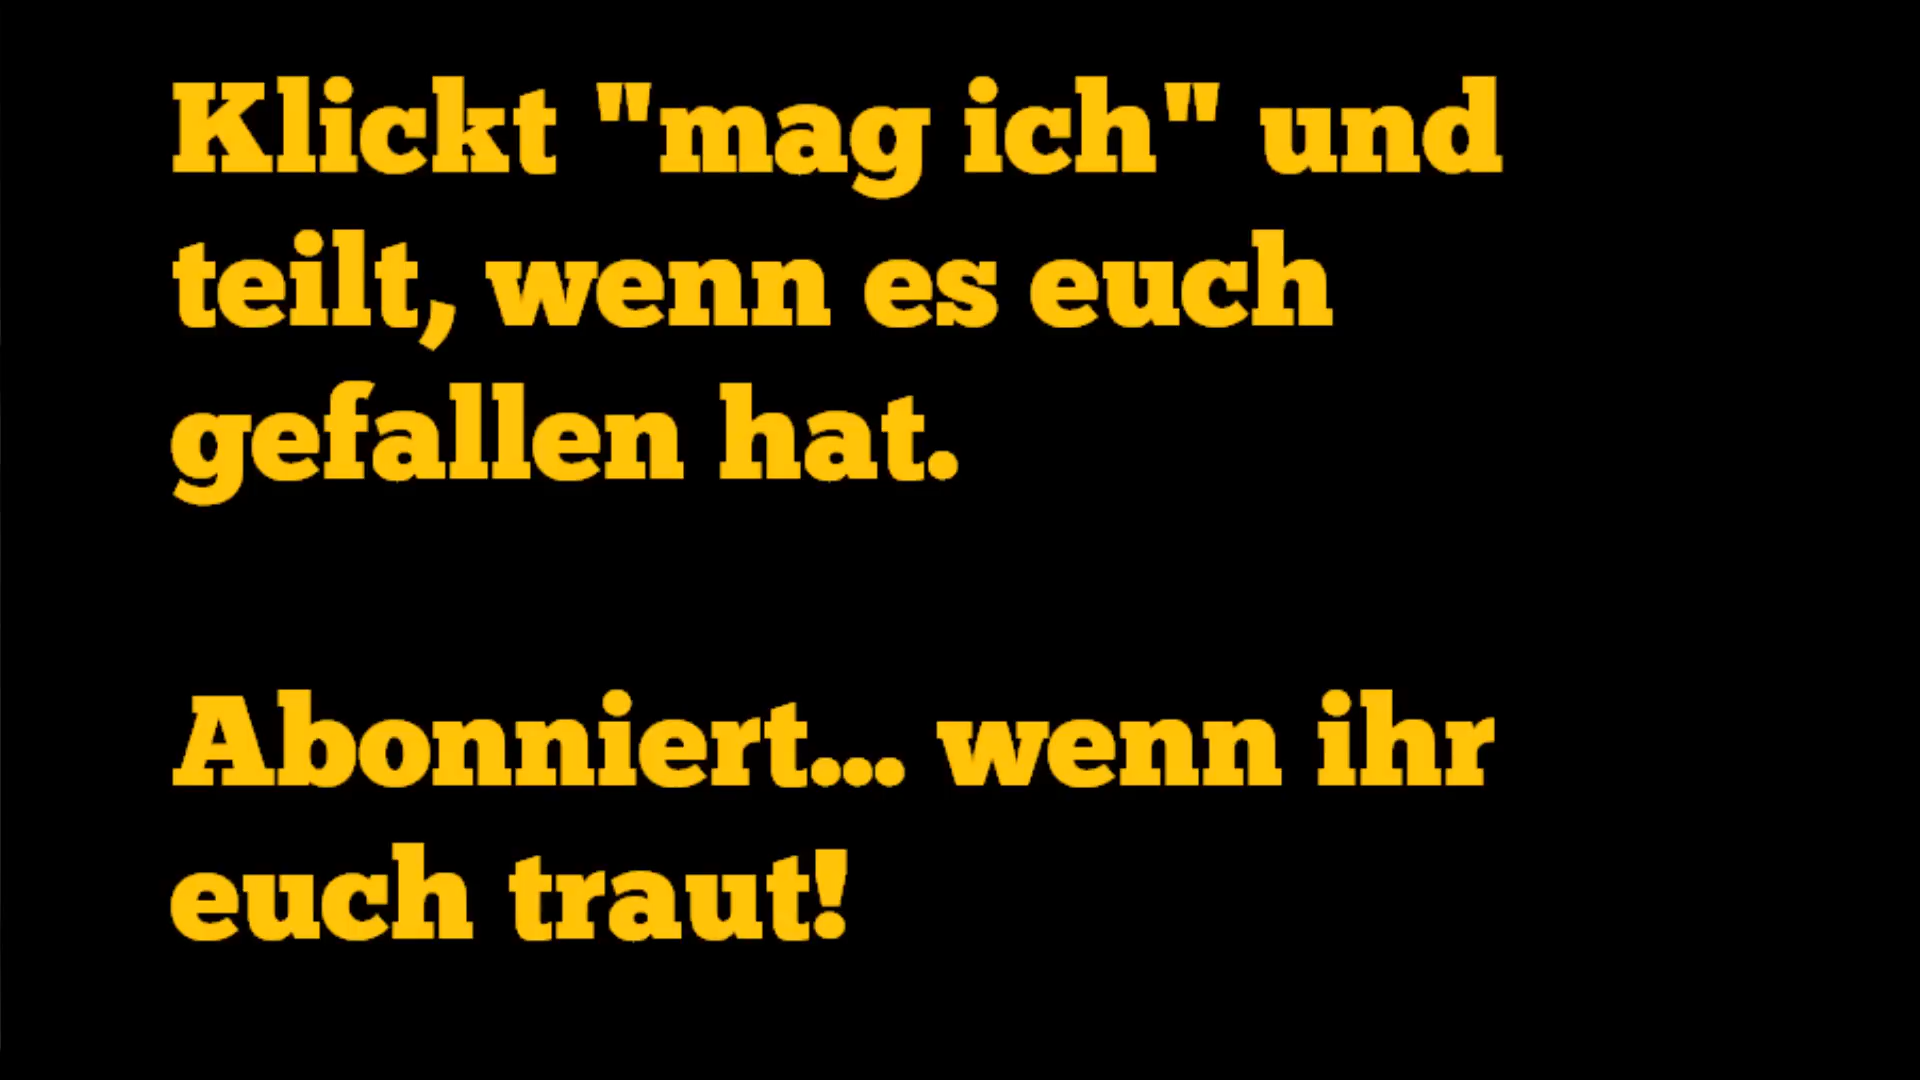 Klickt "mag ich" und
teilt, wenn es euch
gefallen hat.
Abonniert... wenn ihr
euch traut!